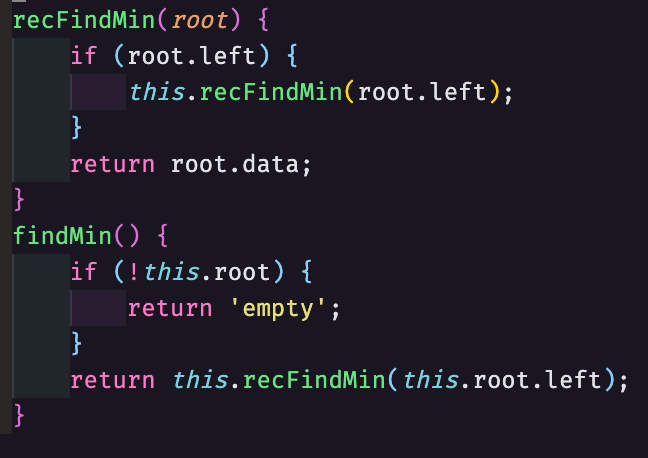 recFindMin(root) {
    if (root.left) {
        this.recFindMin(root.left);
    }
    return root.data;
}
findMin() {
    if (!this.root) {
        return 'empty';
    }
    return this.recFindMin(this.root.left);
}